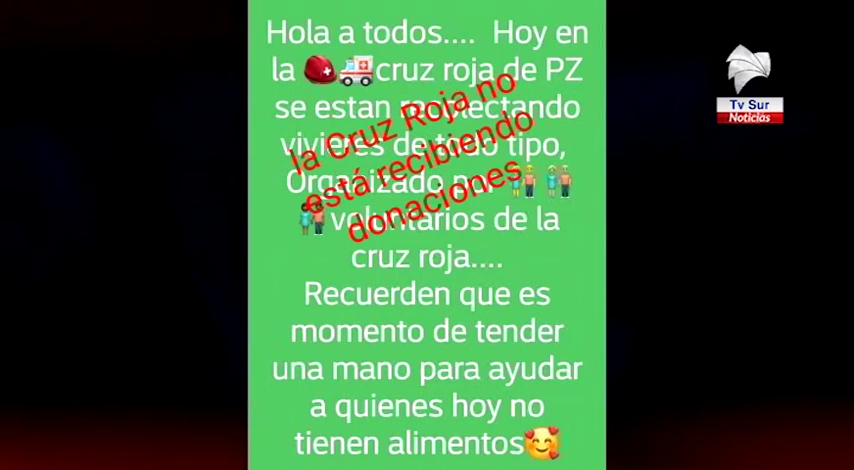 Hola a todos.... Hoy en
la ⛑️🚑cruz roja de PZ
se estan recolectando
vivieres de todo tipo,
Organizado por 👫👫
👫voluntarios de la
cruz roja....
Recuerden que es
momento de tender
una mano para ayudar
a quienes hoy no
tienen alimentos🥰
la Cruz Roja no
está recibiendo
donaciones
Tv Sur
Noticias